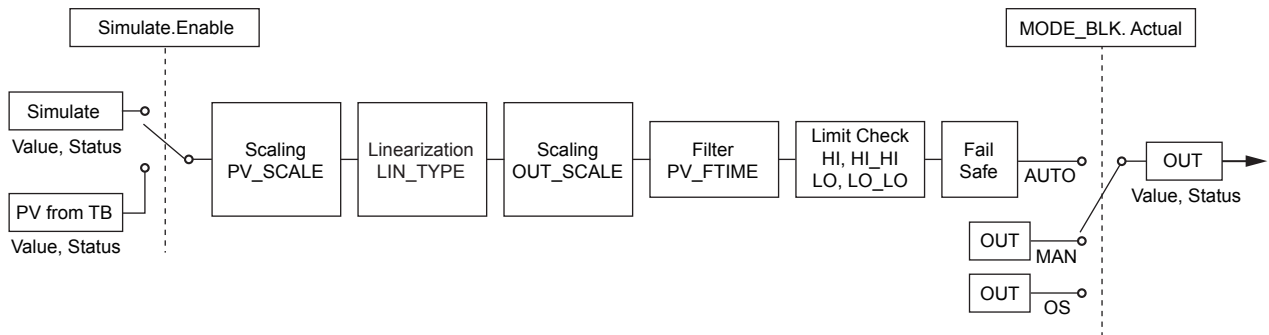 Simulate.Enable
MODE_BLK. Actual
Simulate
Value, Status
PV from TB
Value, Status
Scaling
PV_SCALE
Linearization
LIN_TYPE
Scaling
OUT_SCALE
Filter
PV_FTIME
Limit Check
HI, HI_HI
LO, LO_LO
Fail
Safe
AUTO
OUT
MAN
OUT
OS
OUT
Value, Status